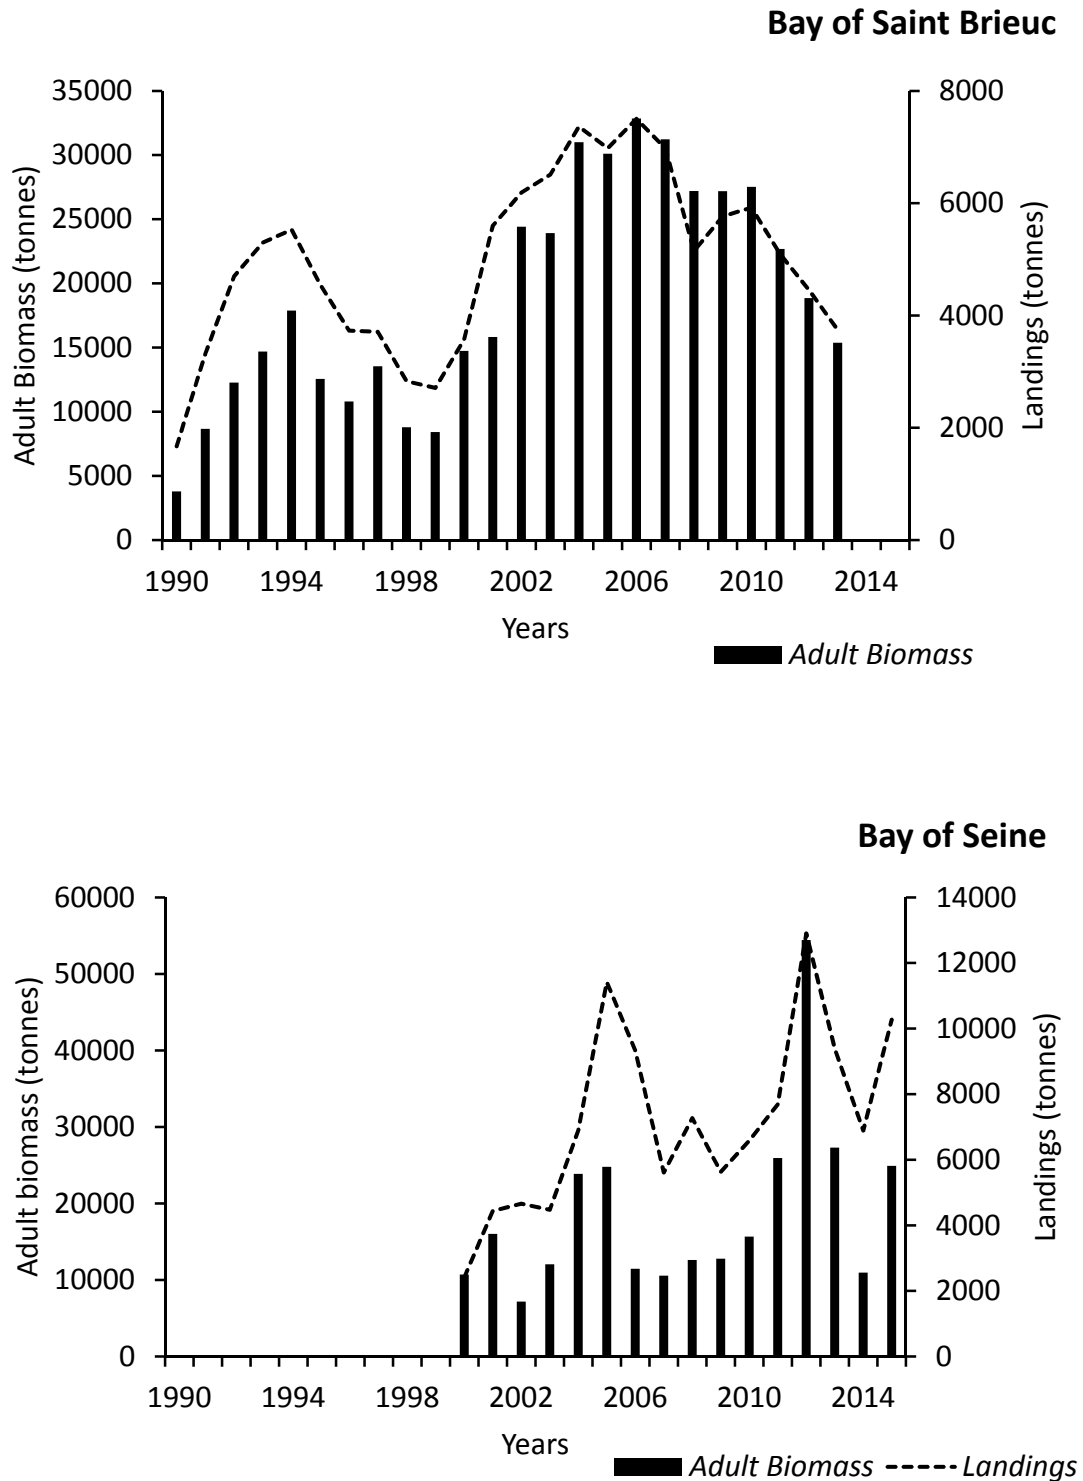 Bay of Saint Brieuc
35000
30000
25000
20000
15000
10000
5000
0
Adult Biomass (tonnes)
8000
6000
4000
2000
0
Landings (tonnes)
1990 1994 1998 2002 2006 2010 2014
Years
Adult Biomass
Bay of Seine
60000
50000
40000
30000
20000
10000
0
Adult biomass (tonnes)
14000
12000
10000
8000
6000
4000
2000
0
Landings (tonnes)
1990 1994 1998 2002 2006 2010 2014
Years
Adult Biomass Landings